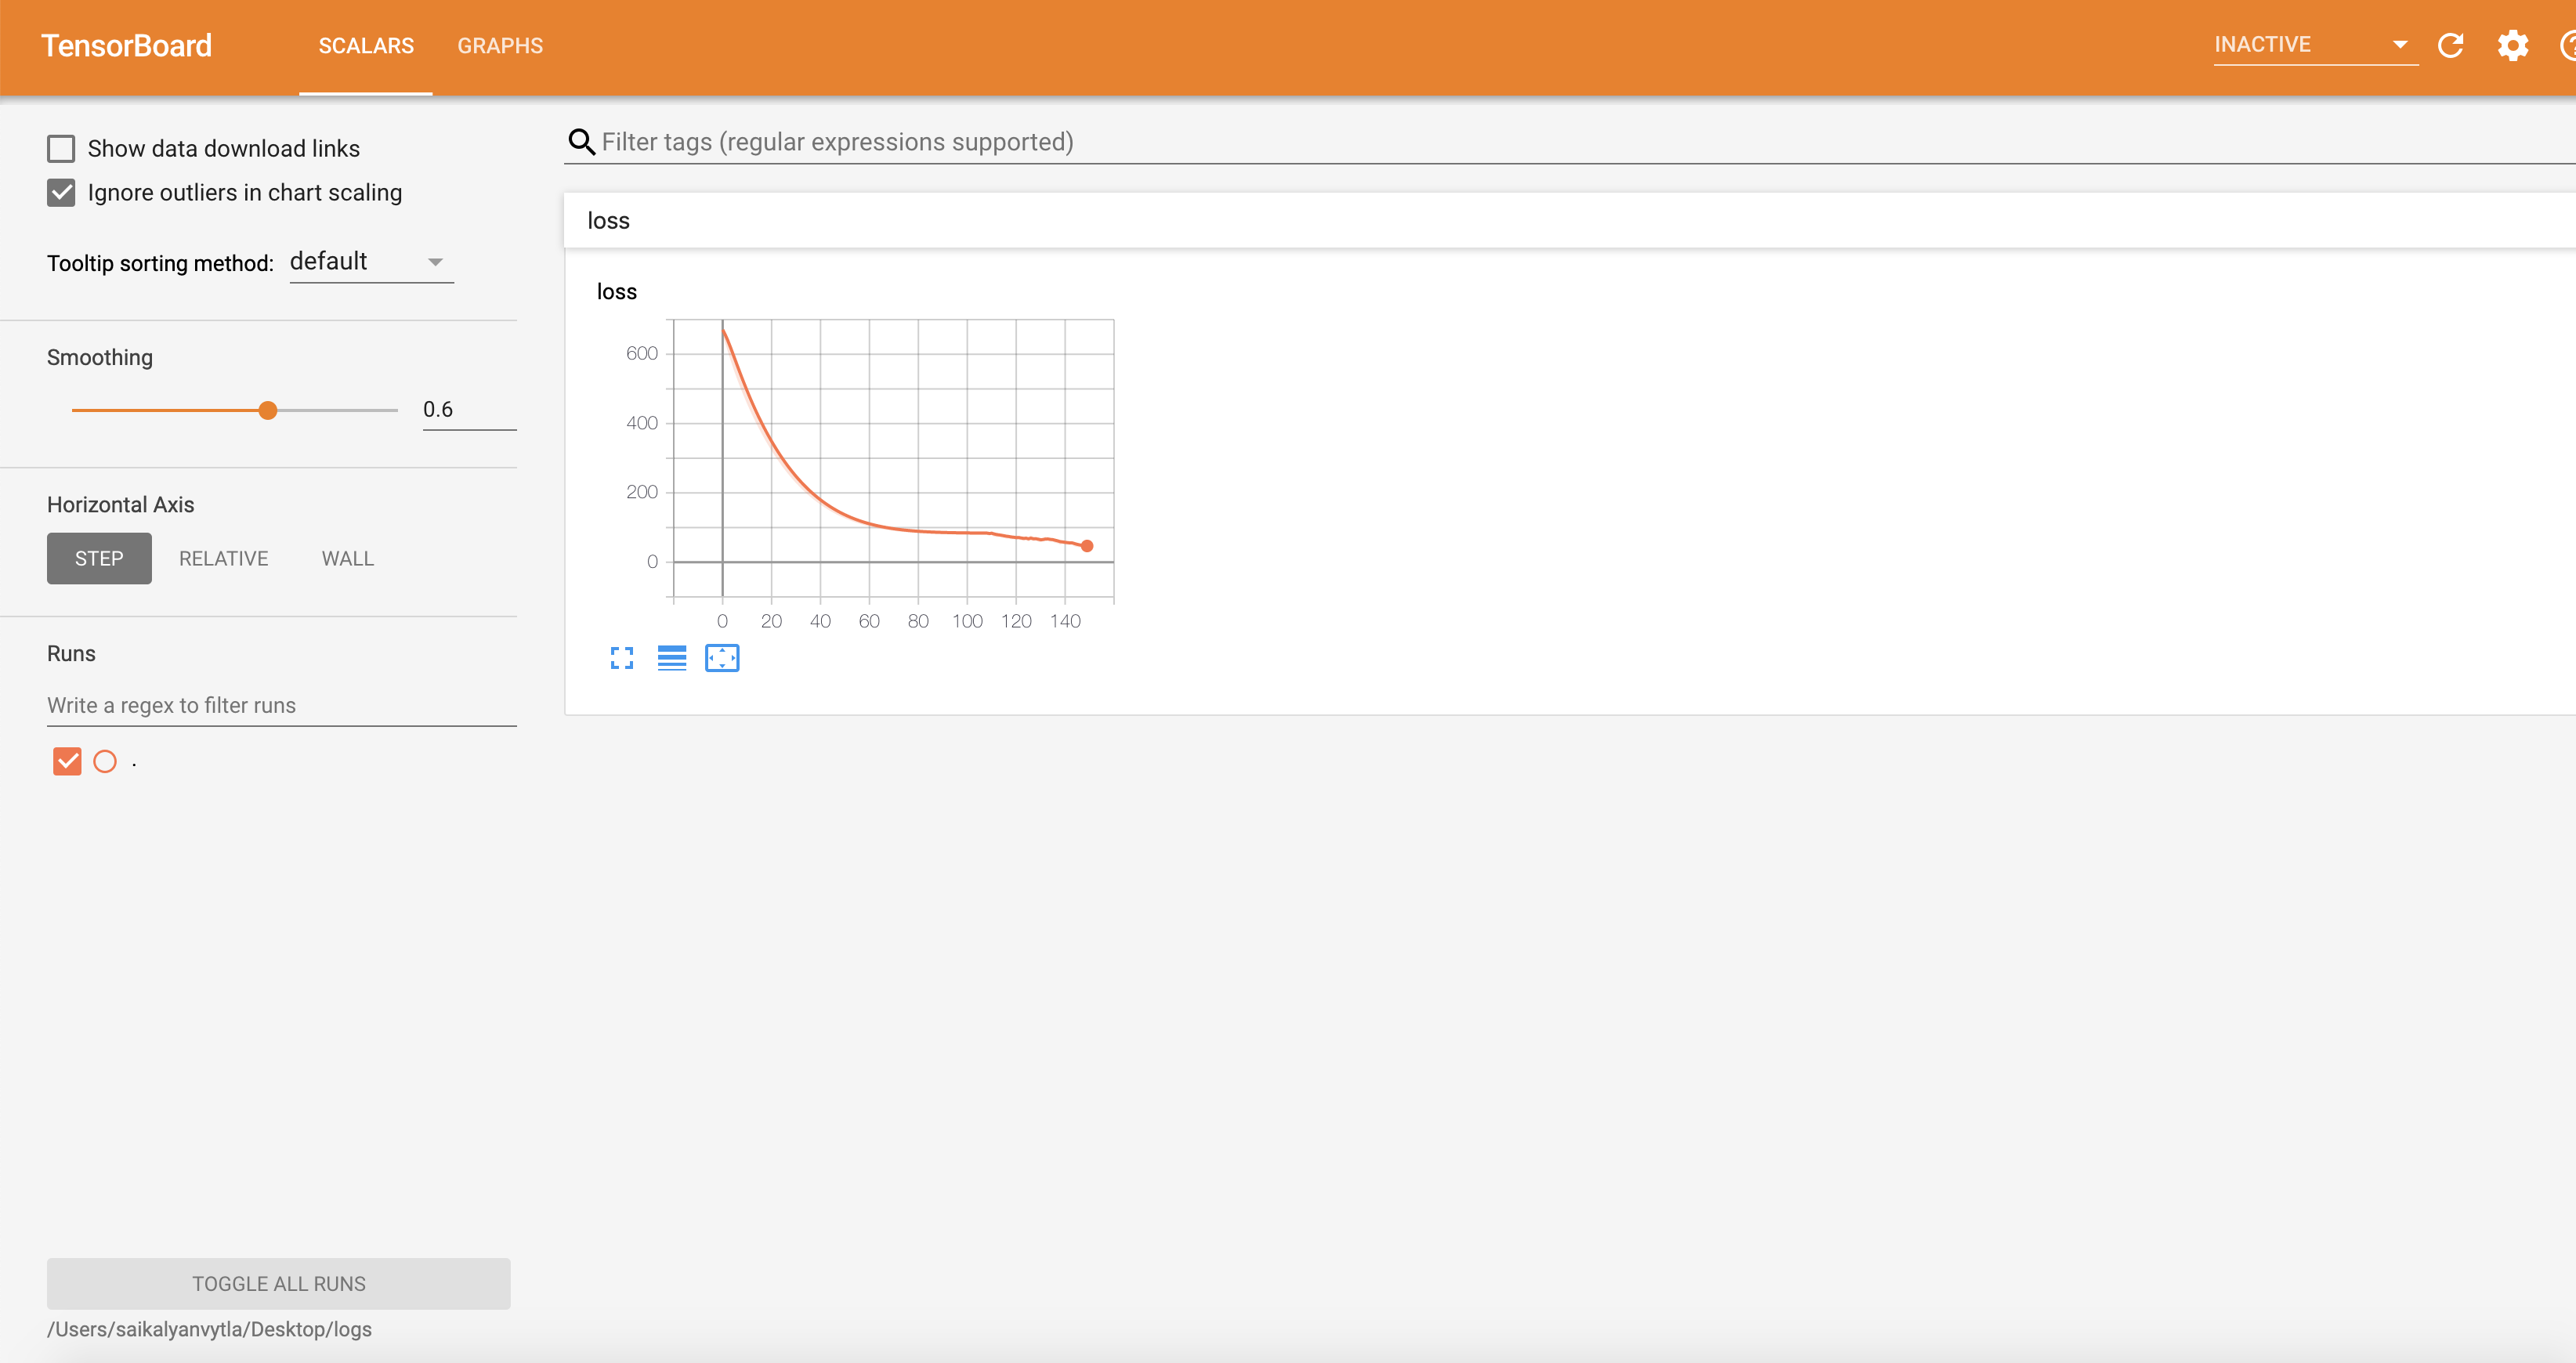 TensorBoard SCALARS GRAPHS INACTIVE
Show data download links
Ignore outliers in chart scaling
Tooltip sorting method: default
Smoothing
0.6
Horizontal Axis
STEP RELATIVE WALL
Runs
Write a regex to filter runs
.
TOGGLE ALL RUNS
/Users/saikalyanvytla/Desktop/logs
Filter tags (regular expressions supported)
loss
loss
600
400
200
0
0 20 40 60 80 100 120 140